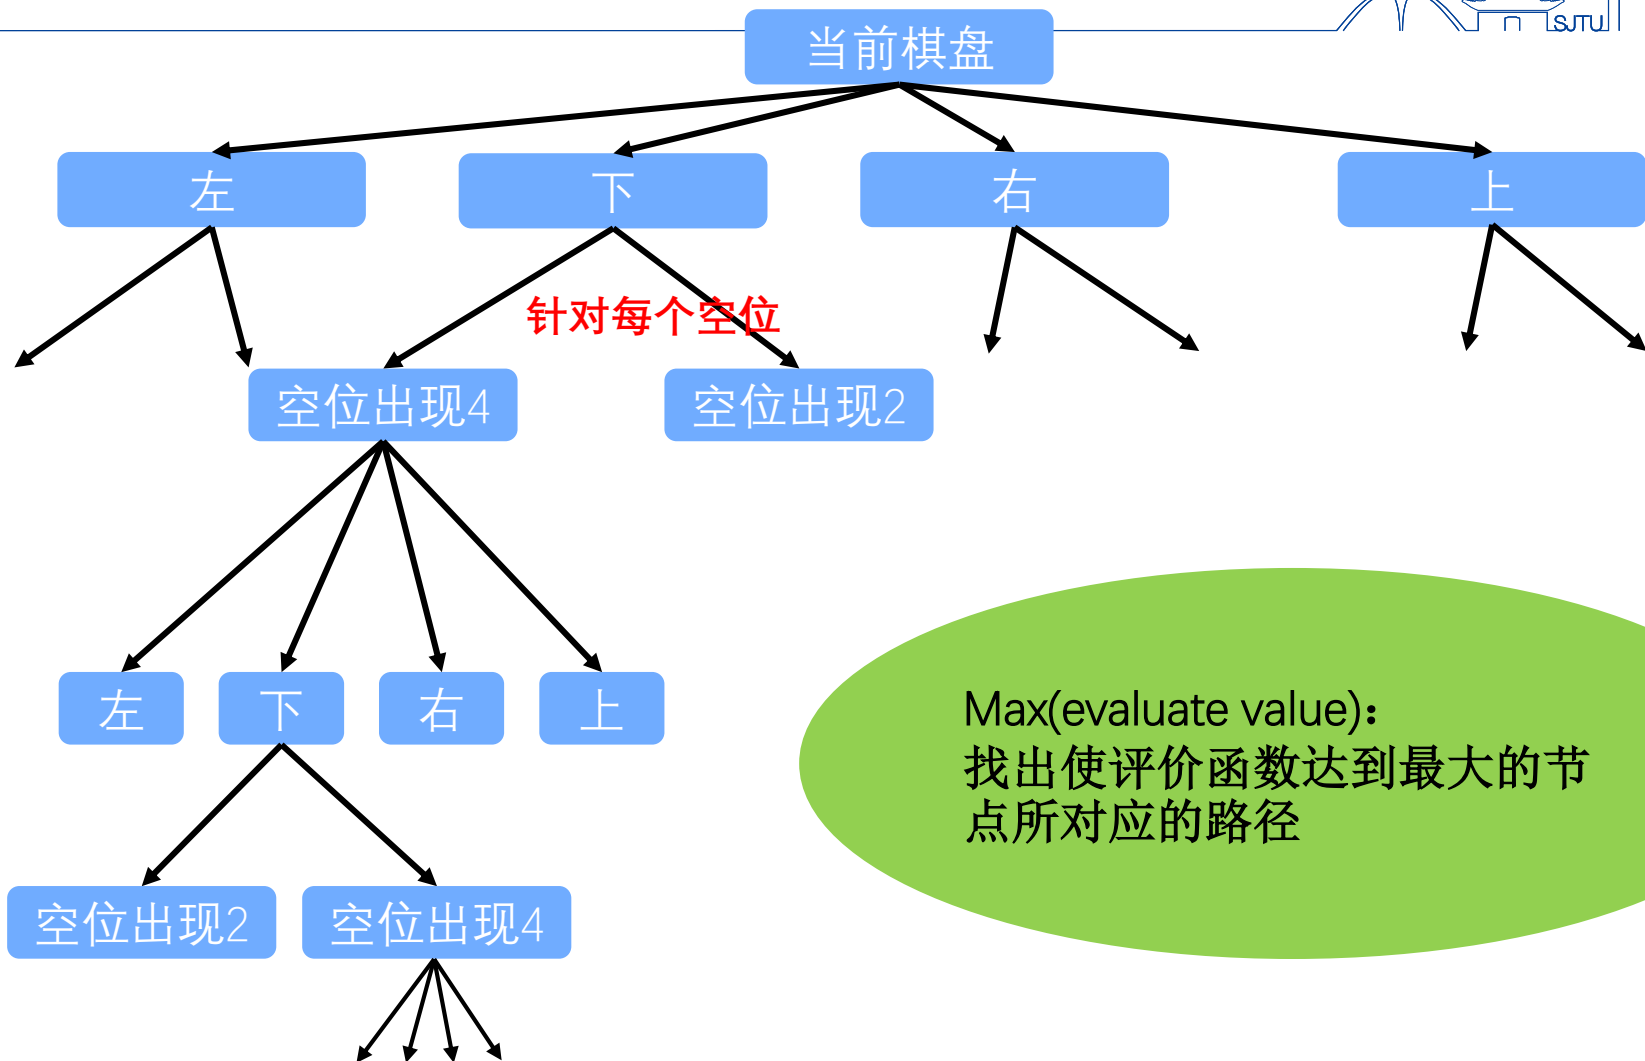 SJTU
当前棋盘
左
下
右
上
针对每个空位
空位出现4
空位出现2
左
下
右
上
Max(evaluate value)：
找出使评价函数达到最大的节
点所对应的路径
空位出现2
空位出现4